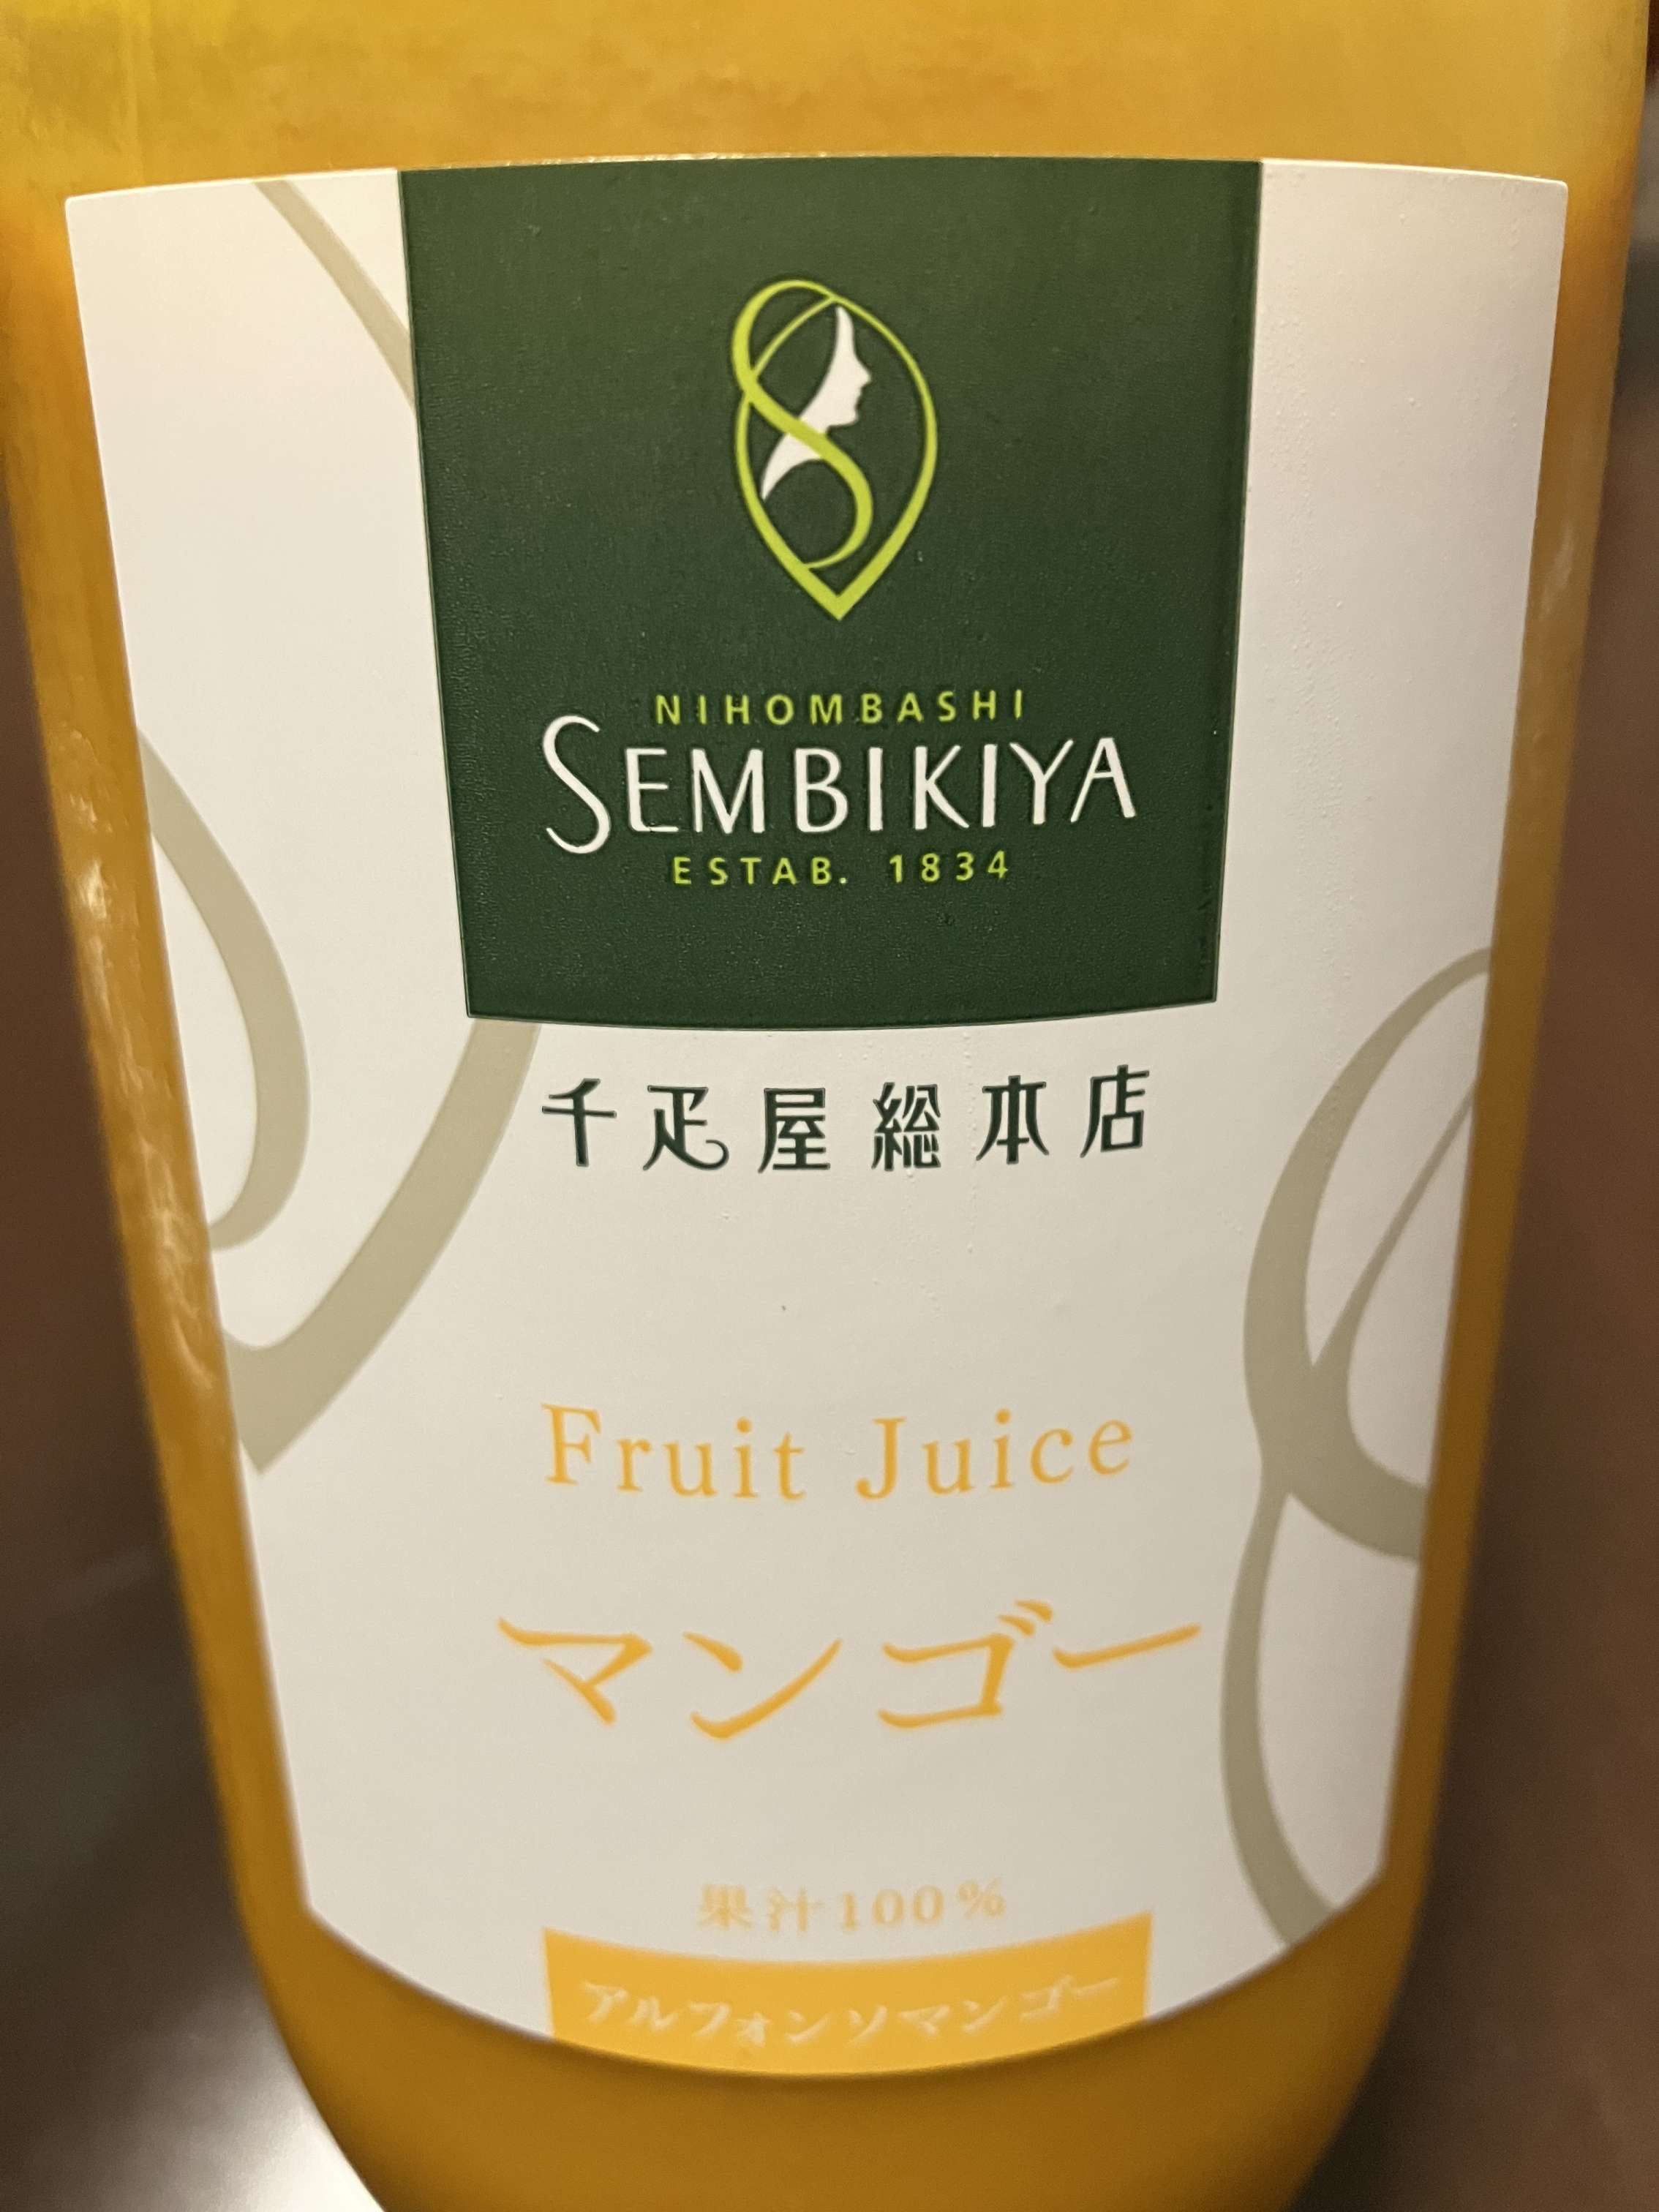 NIHOMBASHI
SEMBIKIYA
ESTAB. 1834
千疋屋総本店
Fruit Juice
マンゴー
果汁100%
アルフォンソマンゴー